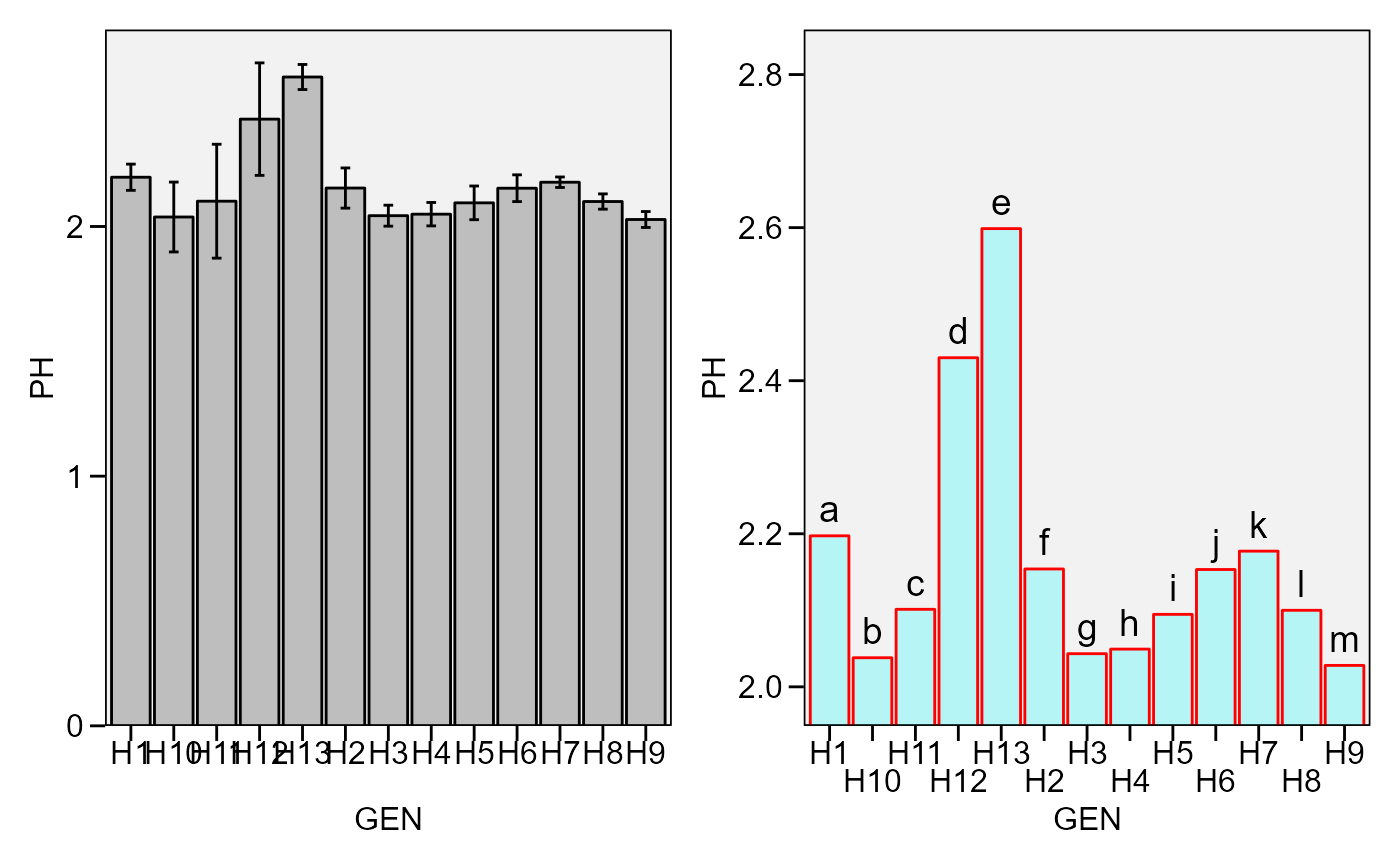 PH
2
1
0
H1 H10 H11 H12 H13 H2 H3 H4 H5 H6 H7 H8 H9
GEN
PH
2.8
2.6
2.4
2.2
2.0
a b c d e f g h i j k l m
H1 H11 H13 H3 H5 H7 H9
H10 H12 H2 H4 H6 H8
GEN